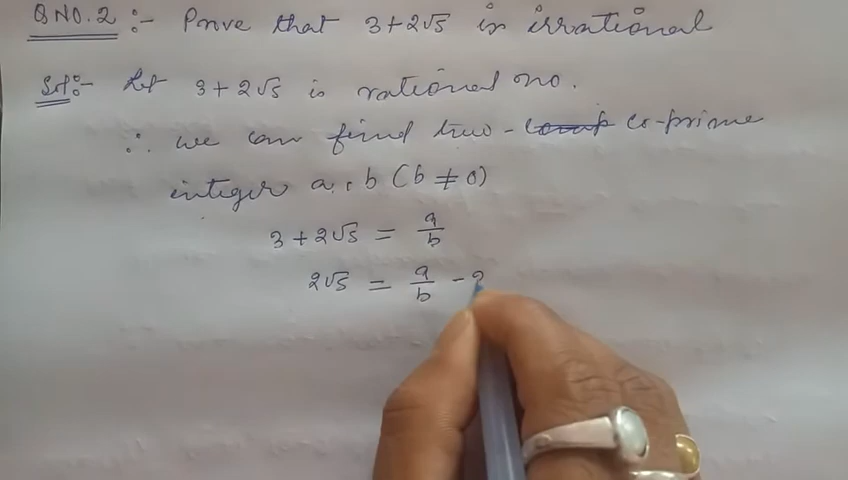 Q NO. 2 :- Prove that 3+2√5 is irrational
Sol:- Let 3+2√5 is rational no.
∴ we can find two co-prime
integer a, b (b ≠ 0)
3+2√5 = a/b
2√5 = a/b -